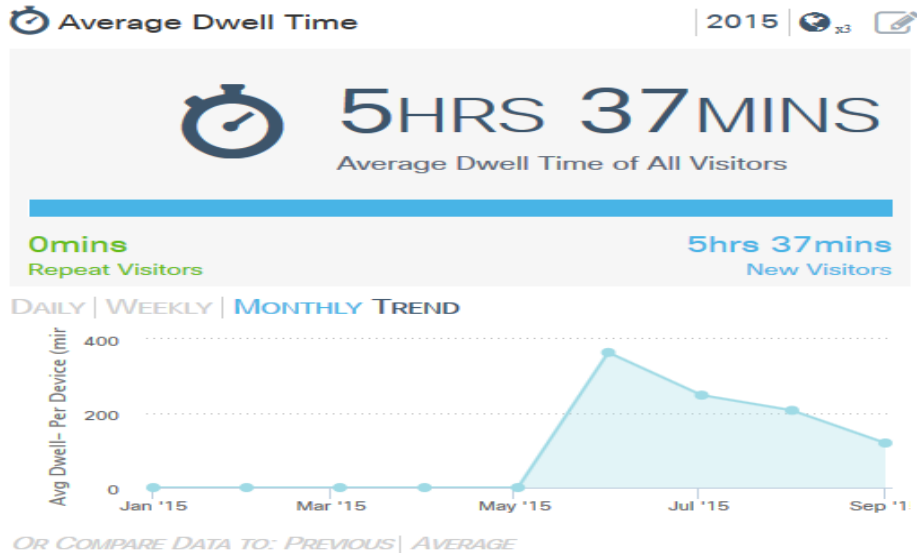 Average Dwell Time 2015 x3
5HRS 37MINS
Average Dwell Time of All Visitors
0mins 5hrs 37mins
Repeat Visitors New Visitors
DAILY | WEEKLY | MONTHLY TREND
Avg Dwell- Per Device (mir
400
200
0
Jan '15 Mar '15 May '15 Jul '15 Sep '1
OR COMPARE DATA TO: PREVIOUS | AVERAGE